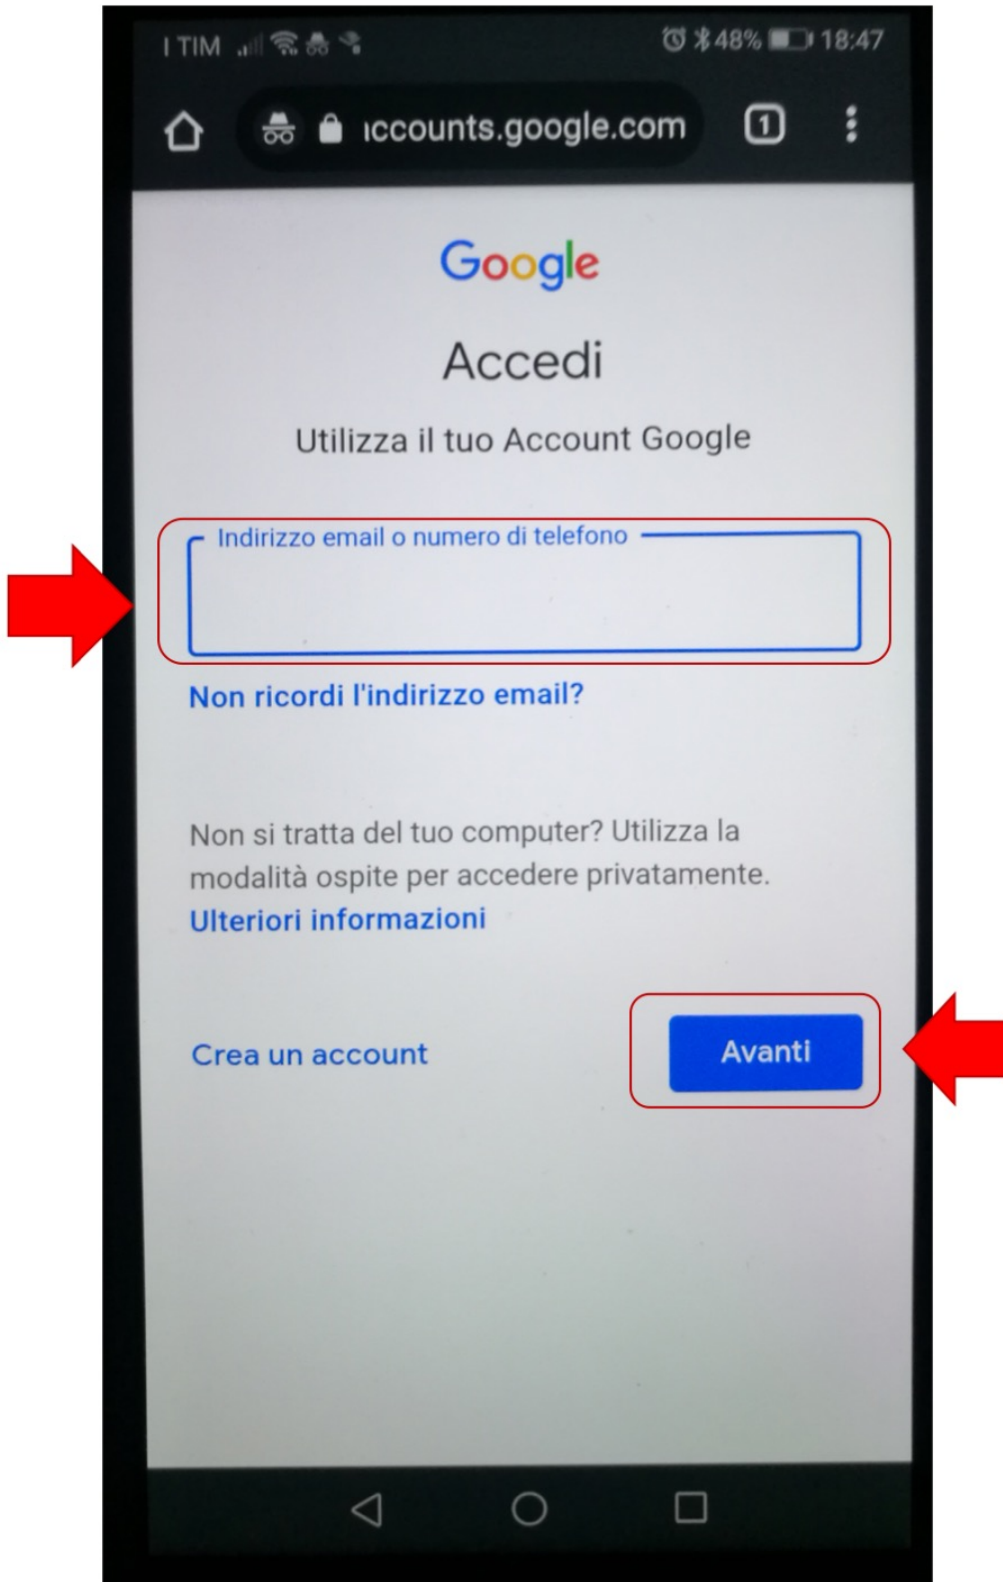 I TIM 48% 18:47
ccounts.google.com 1
Google
Accedi
Utilizza il tuo Account Google
Indirizzo email o numero di telefono
Non ricordi l'indirizzo email?
Non si tratta del tuo computer? Utilizza la
modalità ospite per accedere privatamente.
Ulteriori informazioni
Crea un account Avanti